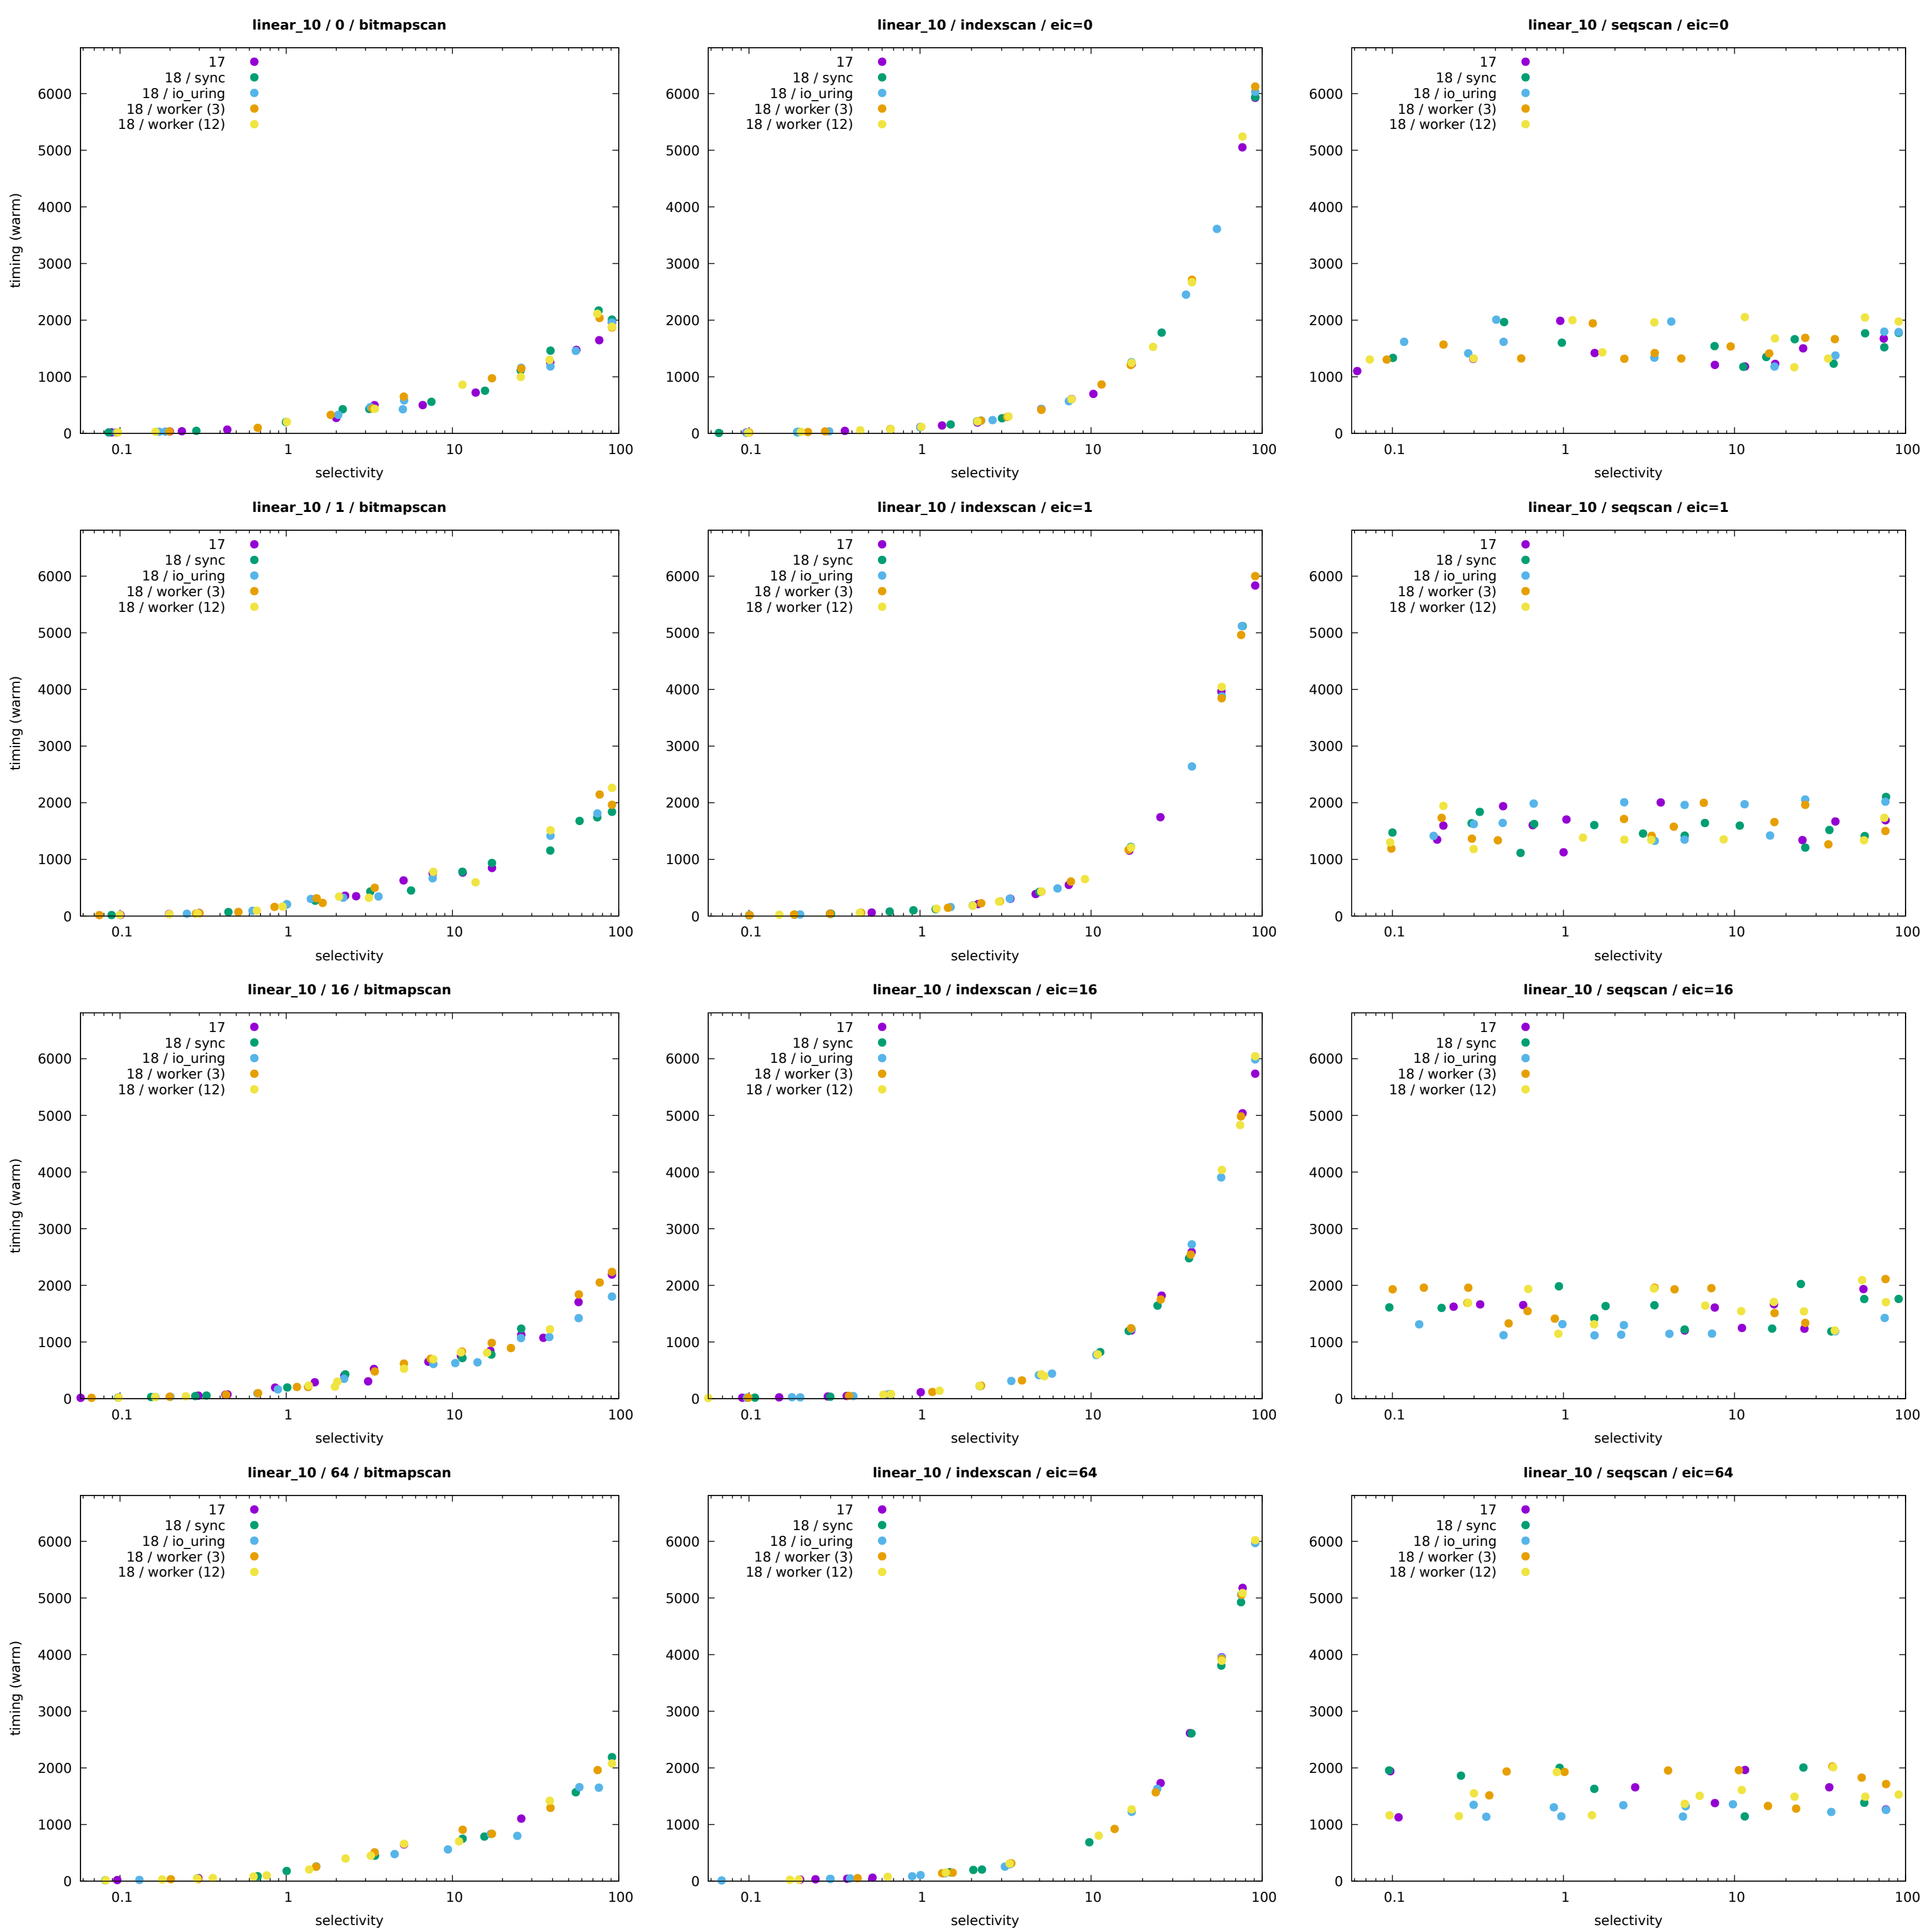 linear_10 / 0 / bitmapscan
17
18 / sync
18 / io_uring
18 / worker (3)
18 / worker (12)
timing (warm)
6000
5000
4000
3000
2000
1000
0
0.1 1 10 100
selectivity
linear_10 / indexscan / eic=0
17
18 / sync
18 / io_uring
18 / worker (3)
18 / worker (12)
6000
5000
4000
3000
2000
1000
0
0.1 1 10 100
selectivity
linear_10 / seqscan / eic=0
17
18 / sync
18 / io_uring
18 / worker (3)
18 / worker (12)
6000
5000
4000
3000
2000
1000
0
0.1 1 10 100
selectivity
linear_10 / 1 / bitmapscan
17
18 / sync
18 / io_uring
18 / worker (3)
18 / worker (12)
timing (warm)
6000
5000
4000
3000
2000
1000
0
0.1 1 10 100
selectivity
linear_10 / indexscan / eic=1
17
18 / sync
18 / io_uring
18 / worker (3)
18 / worker (12)
6000
5000
4000
3000
2000
1000
0
0.1 1 10 100
selectivity
linear_10 / seqscan / eic=1
17
18 / sync
18 / io_uring
18 / worker (3)
18 / worker (12)
6000
5000
4000
3000
2000
1000
0
0.1 1 10 100
selectivity
linear_10 / 16 / bitmapscan
17
18 / sync
18 / io_uring
18 / worker (3)
18 / worker (12)
timing (warm)
6000
5000
4000
3000
2000
1000
0
0.1 1 10 100
selectivity
linear_10 / indexscan / eic=16
17
18 / sync
18 / io_uring
18 / worker (3)
18 / worker (12)
6000
5000
4000
3000
2000
1000
0
0.1 1 10 100
selectivity
linear_10 / seqscan / eic=16
17
18 / sync
18 / io_uring
18 / worker (3)
18 / worker (12)
6000
5000
4000
3000
2000
1000
0
0.1 1 10 100
selectivity
linear_10 / 64 / bitmapscan
17
18 / sync
18 / io_uring
18 / worker (3)
18 / worker (12)
timing (warm)
6000
5000
4000
3000
2000
1000
0
0.1 1 10 100
selectivity
linear_10 / indexscan / eic=64
17
18 / sync
18 / io_uring
18 / worker (3)
18 / worker (12)
6000
5000
4000
3000
2000
1000
0
0.1 1 10 100
selectivity
linear_10 / seqscan / eic=64
17
18 / sync
18 / io_uring
18 / worker (3)
18 / worker (12)
6000
5000
4000
3000
2000
1000
0
0.1 1 10 100
selectivity